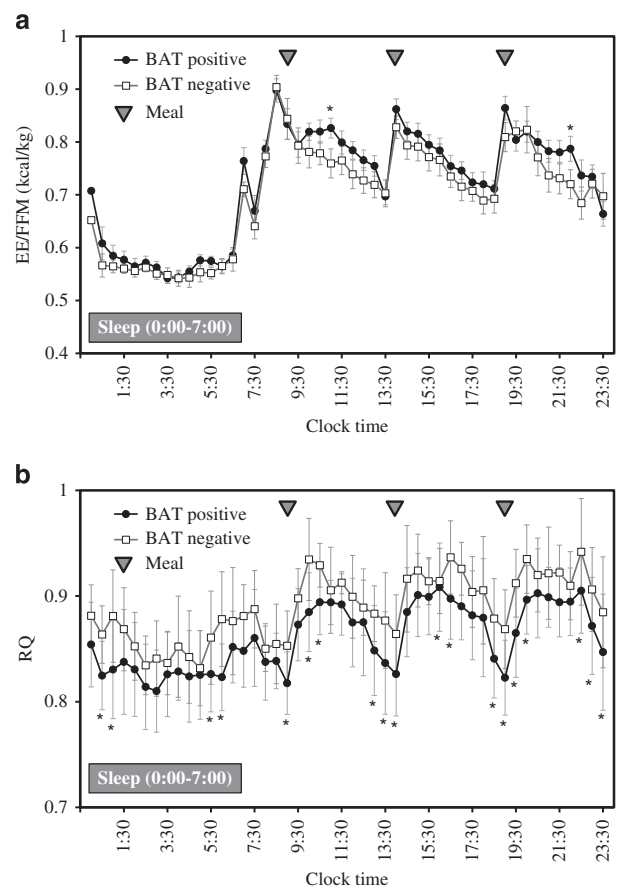 a
1
0.9
0.8
0.7
0.6
0.5
0.4
EE/FFM (kcal/kg)
BAT positive
BAT negative
Meal
*
*
Sleep (0:00-7:00)
1:30
3:30
5:30
7:30
9:30
11:30
13:30
15:30
17:30
19:30
21:30
23:30
Clock time
b
1
0.9
0.8
0.7
RQ
BAT positive
BAT negative
Meal
* * * * * * * * * * * * * * * * * *
Sleep (0:00-7:00)
1:30
3:30
5:30
7:30
9:30
11:30
13:30
15:30
17:30
19:30
21:30
23:30
Clock time